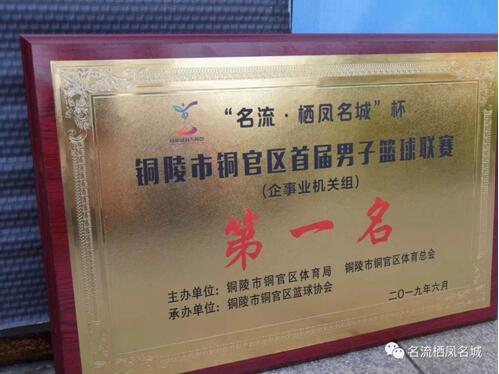 “名流·栖凤名城”杯
铜陵市铜官区首届男子篮球联赛
(企事业机关组)
第一名
主办单位:铜陵市铜官区体育局 铜陵市铜官区体育总会
承办单位:铜陵市铜官区篮球协会
二〇一九年六月
名流栖凤名城